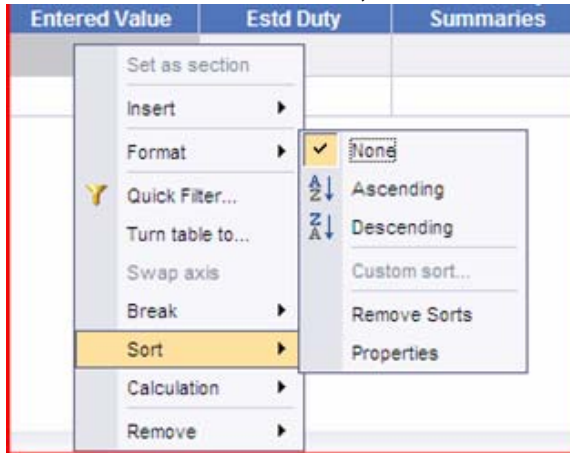 Entered Value Estd Duty Summaries
Set as section
Insert
Format
Quick Filter...
Turn table to...
Swap axis
Break
Sort
Calculation
Remove
None
Ascending
Descending
Custom sort...
Remove Sorts
Properties